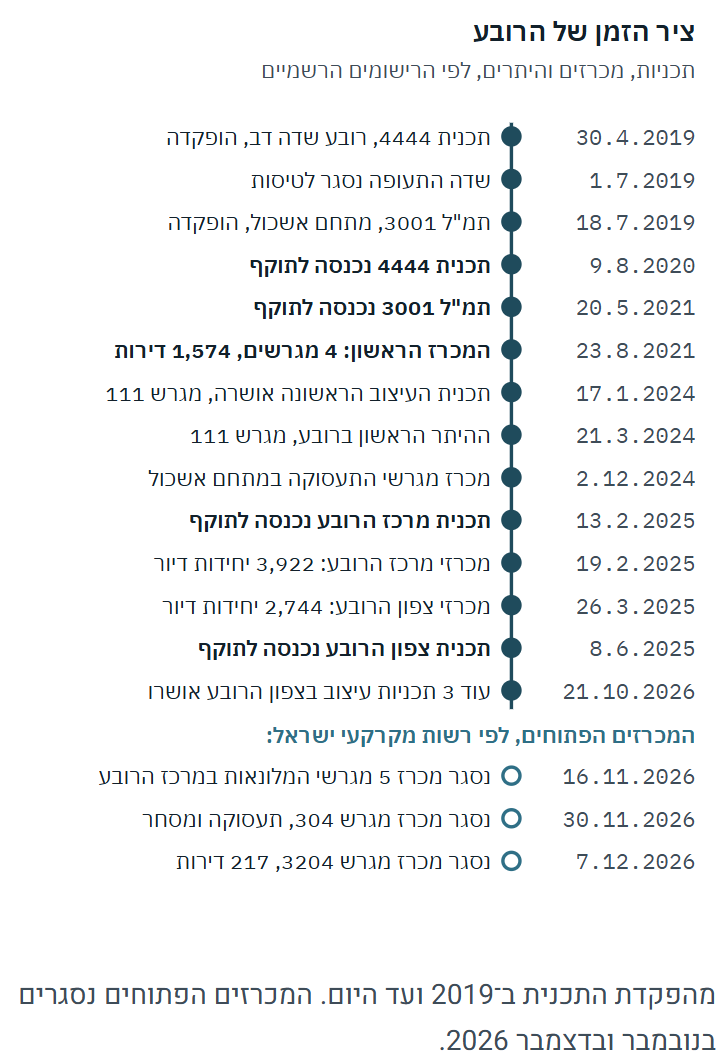 ציר הזמן של הרובע
תכניות, מכרזים והיתרים, לפי הרישומים הרשמיים
30.4.2019 תכנית 4444, רובע שדה דב, הופקדה
1.7.2019 שדה התעופה נסגר לטיסות
18.7.2019 תמ"ל 3001, מתחם אשכול, הופקדה
9.8.2020 תכנית 4444 נכנסה לתוקף
20.5.2021 תמ"ל 3001 נכנסה לתוקף
23.8.2021 המכרז הראשון: 4 מגרשים, 1,574 דירות
17.1.2024 תכנית העיצוב הראשונה אושרה, מגרש 111
21.3.2024 ההיתר הראשון ברובע, מגרש 111
2.12.2024 מכרז מגרשי התעסוקה במתחם אשכול
13.2.2025 תכנית מרכז הרובע נכנסה לתוקף
19.2.2025 מכרזי מרכז הרובע: 3,922 יחידות דיור
26.3.2025 מכרזי צפון הרובע: 2,744 יחידות דיור
8.6.2025 תכנית צפון הרובע נכנסה לתוקף
21.10.2026 עוד 3 תכניות עיצוב בצפון הרובע אושרו
המכרזים הפתוחים, לפי רשות מקרקעי ישראל:
16.11.2026 נסגר מכרז 5 מגרשי המלונאות במרכז הרובע
30.11.2026 נסגר מכרז מגרש 304, תעסוקה ומסחר
7.12.2026 נסגר מכרז מגרש 3204, 217 דירות
מהפקדת התכנית ב־2019 ועד היום. המכרזים הפתוחים נסגרים
בנובמבר ובדצמבר 2026.